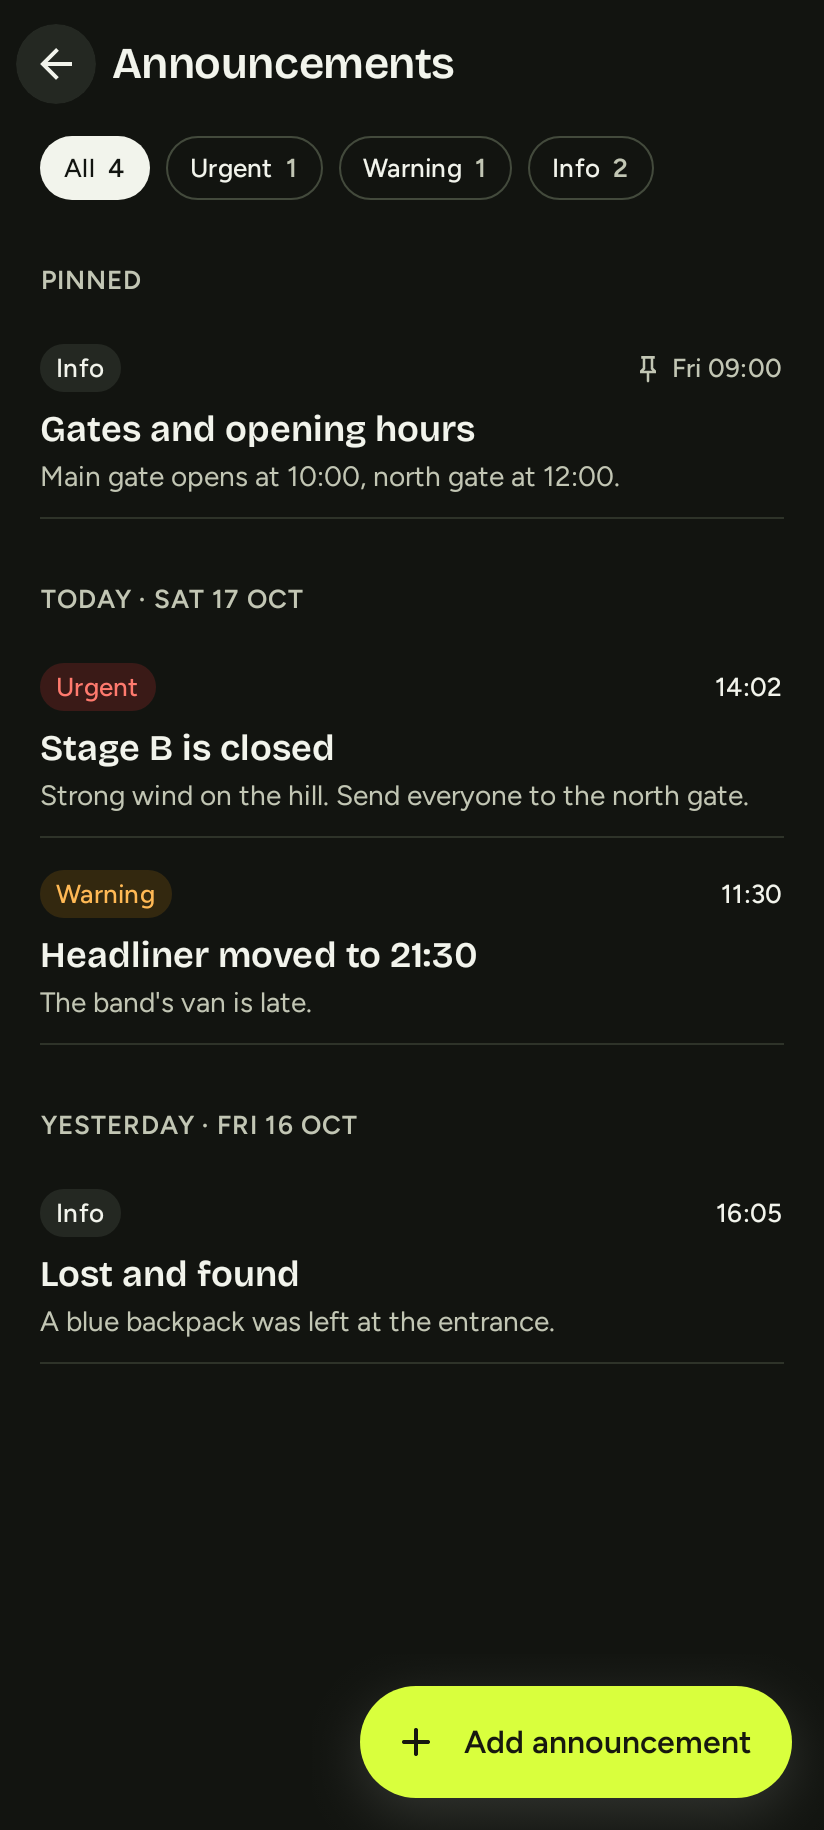 Announcements
All 4 Urgent 1 Warning 1 Info 2
PINNED
Info Fri 09:00
Gates and opening hours
Main gate opens at 10:00, north gate at 12:00.
TODAY · SAT 17 OCT
Urgent 14:02
Stage B is closed
Strong wind on the hill. Send everyone to the north gate.
Warning 11:30
Headliner moved to 21:30
The band's van is late.
YESTERDAY · FRI 16 OCT
Info 16:05
Lost and found
A blue backpack was left at the entrance.
Add announcement